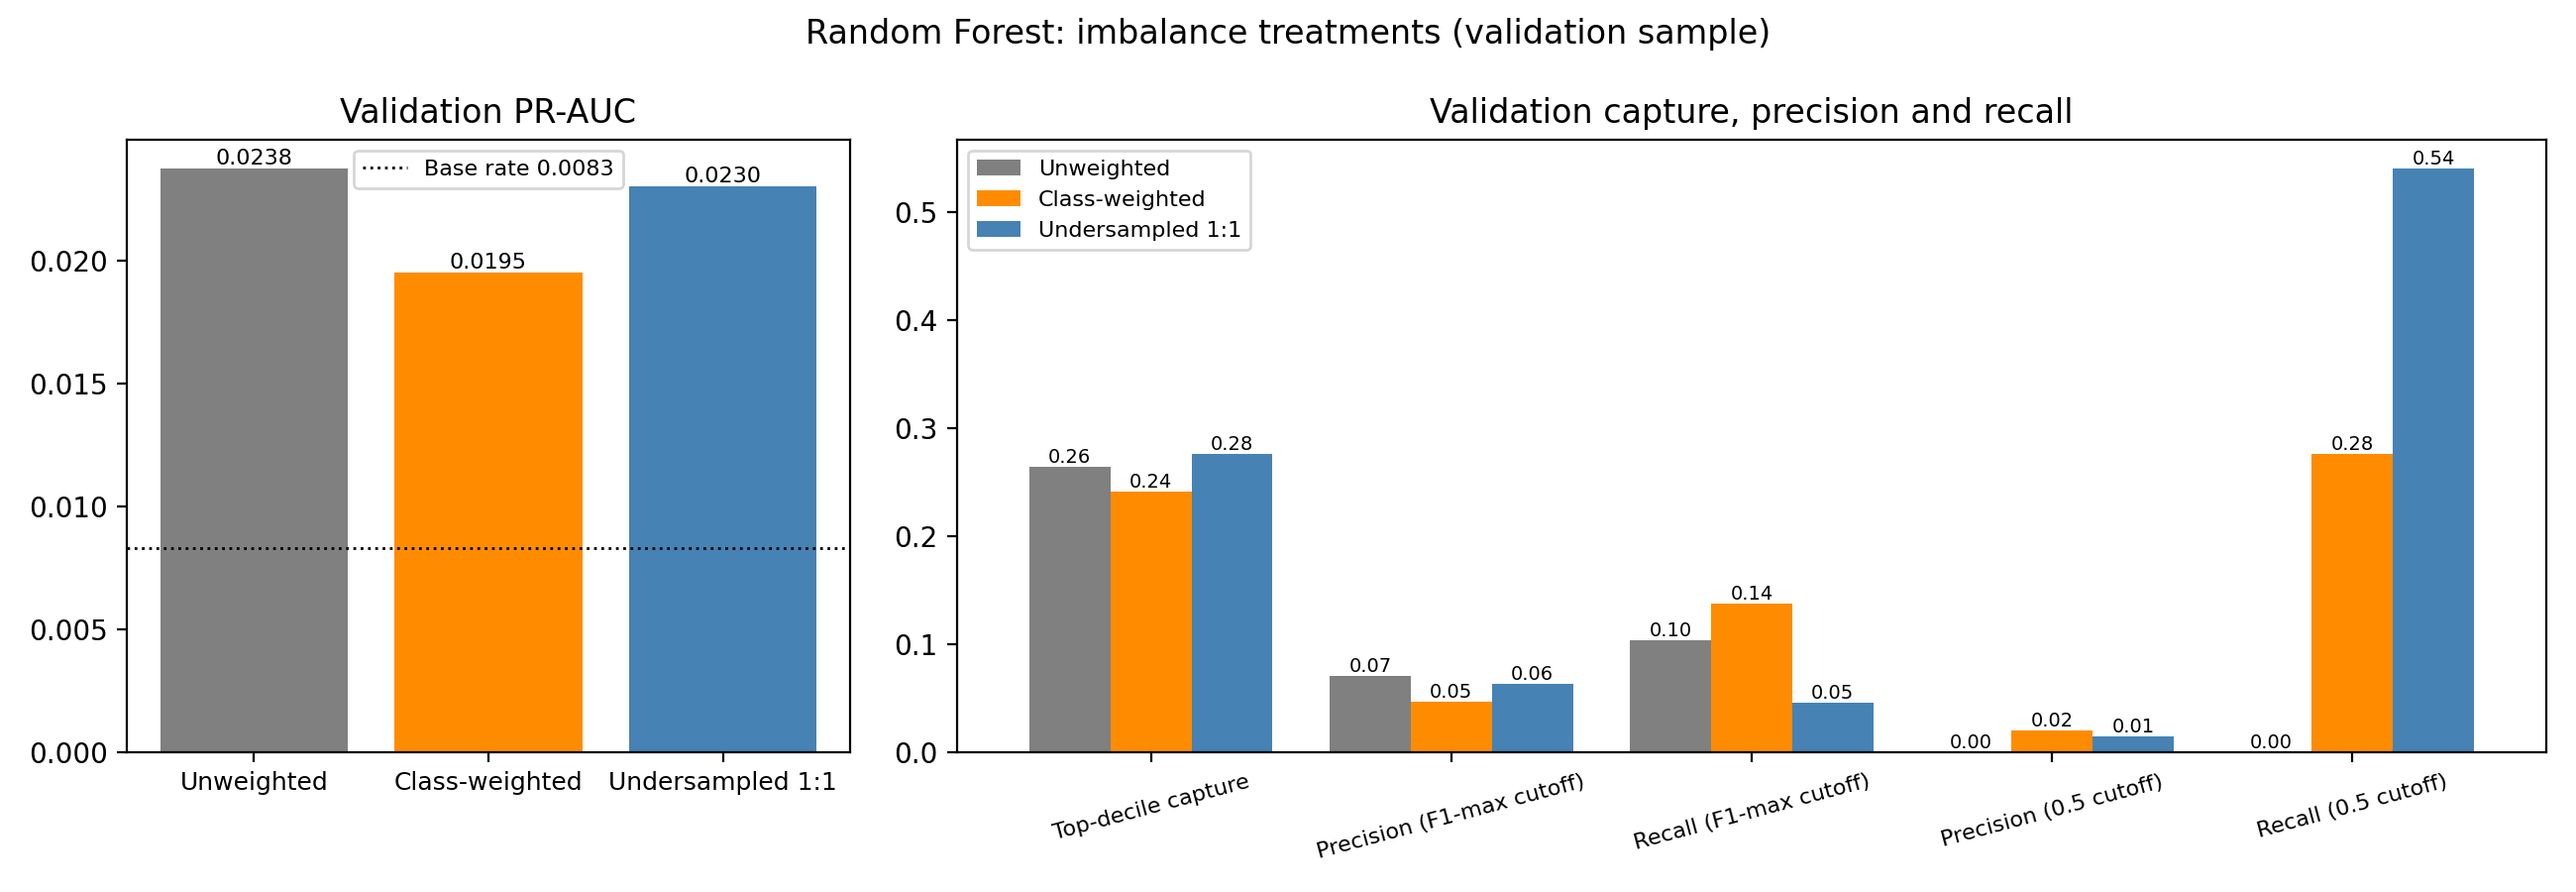 Random Forest: imbalance treatments (validation sample)
Validation PR-AUC
0.0238
0.0195
0.0230
Base rate 0.0083
0.020
0.015
0.010
0.005
0.000
Unweighted
Class-weighted
Undersampled 1:1
Validation capture, precision and recall
Unweighted
Class-weighted
Undersampled 1:1
0.5
0.4
0.3
0.2
0.1
0.0
0.26
0.24
0.28
0.07
0.05
0.06
0.10
0.14
0.05
0.00
0.02
0.01
0.00
0.28
0.54
Top-decile capture
Precision (F1-max cutoff)
Recall (F1-max cutoff)
Precision (0.5 cutoff)
Recall (0.5 cutoff)